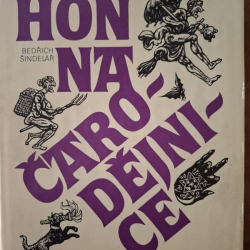 HON
BEDŘICH
ŠINDELÁŘ
NA
ČARO-
DĚJNI-
CE